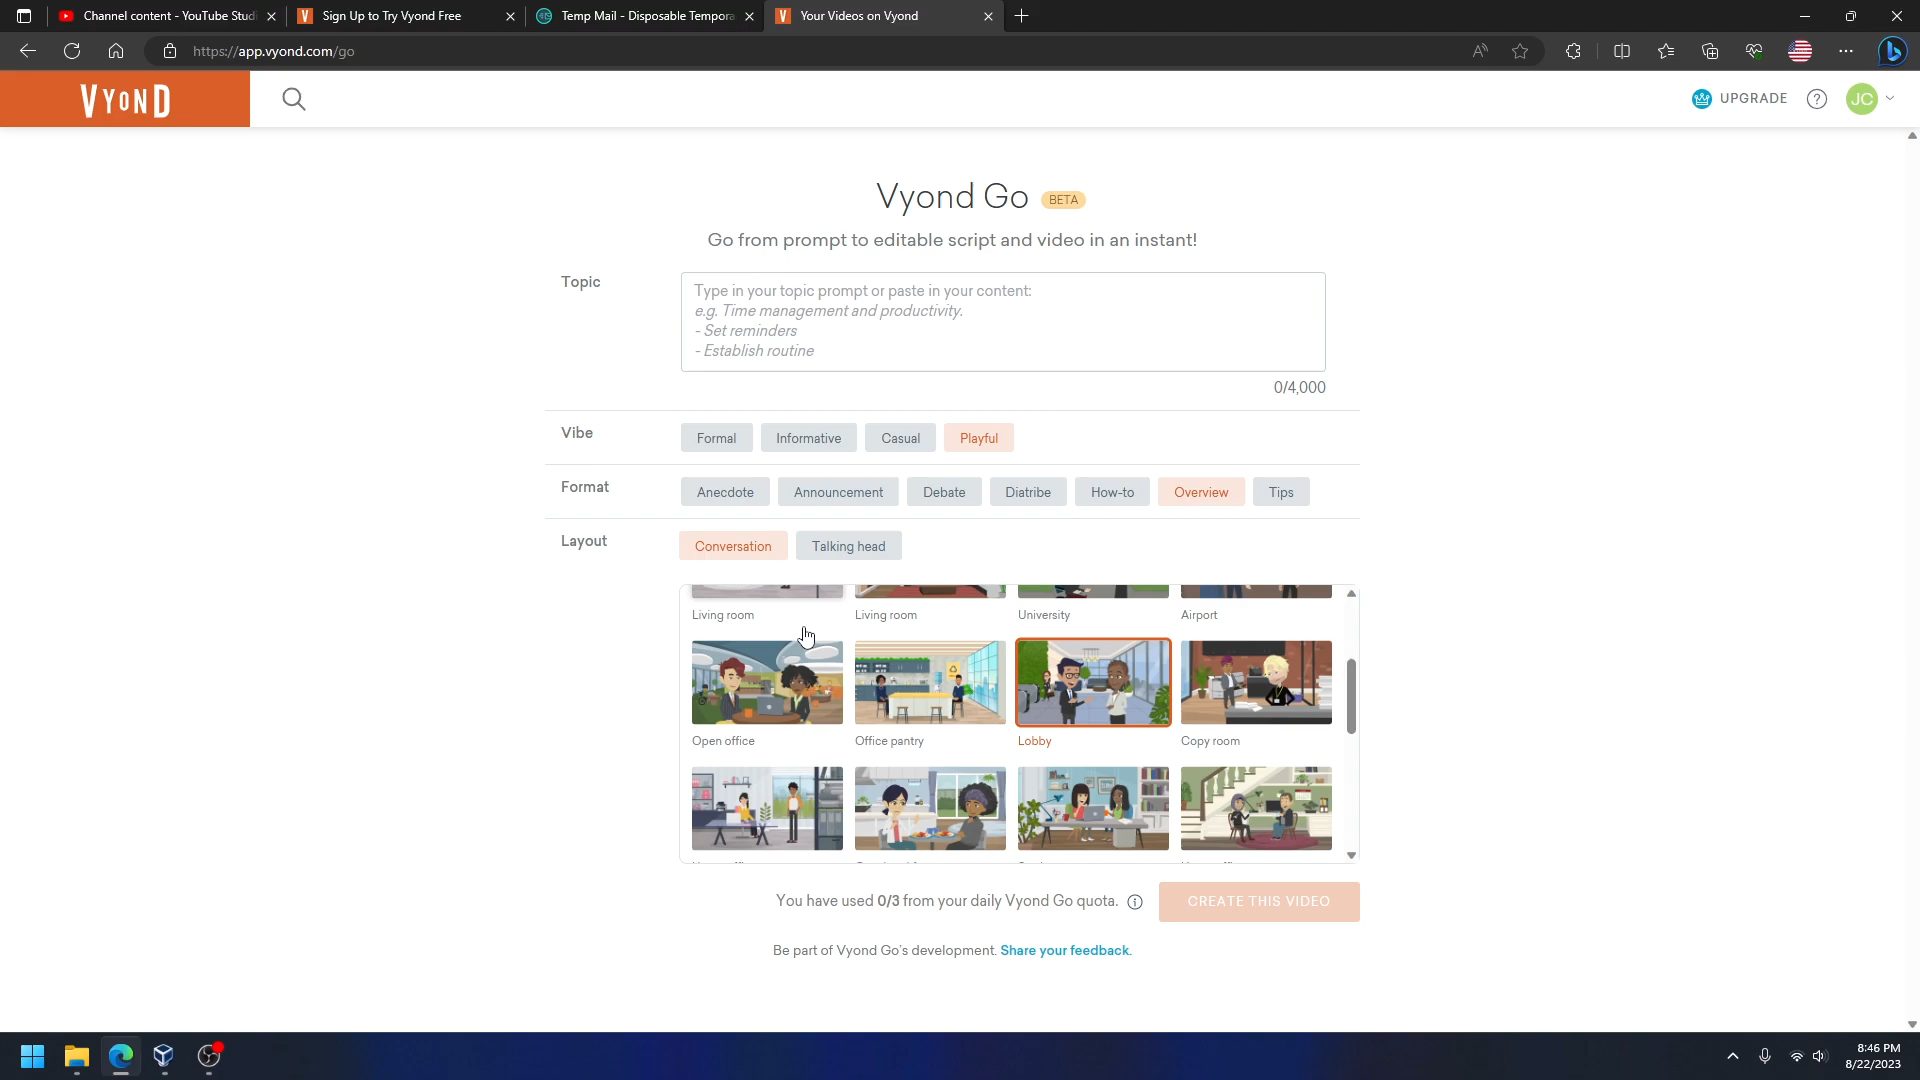 Channel content - YouTube Studi
Sign Up to Try Vyond Free
Temp Mail - Disposable Tempora
Your Videos on Vyond
https://app.vyond.com/go
VYOND
UPGRADE
?
JC
Vyond Go BETA
Go from prompt to editable script and video in an instant!
Topic
Type in your topic prompt or paste in your content:
e.g. Time management and productivity.
- Set reminders
- Establish routine
0/4,000
Vibe
Formal
Informative
Casual
Playful
Format
Anecdote
Announcement
Debate
Diatribe
How-to
Overview
Tips
Layout
Conversation
Talking head
Living room
Living room
University
Airport
Open office
Office pantry
Lobby
Copy room
You have used 0/3 from your daily Vyond Go quota.
CREATE THIS VIDEO
Be part of Vyond Go's development. Share your feedback.
8:46 PM
8/22/2023